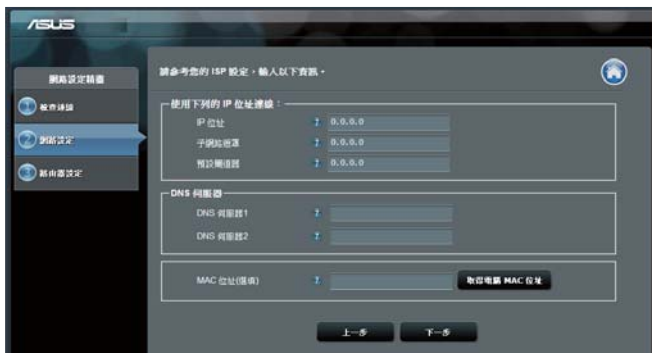 ASUS
網路設定精靈
1 檢查連線
2 網路設定
3 路由器設定
請參考您的 ISP 設定，輸入以下資訊。
使用下列的 IP 位址連線：
IP 位址 0.0.0.0
子網路遮罩 0.0.0.0
預設閘道器 0.0.0.0
DNS 伺服器
DNS 伺服器1
DNS 伺服器2
MAC 位址(選填) 取得電腦 MAC 位址
上一步 下一步